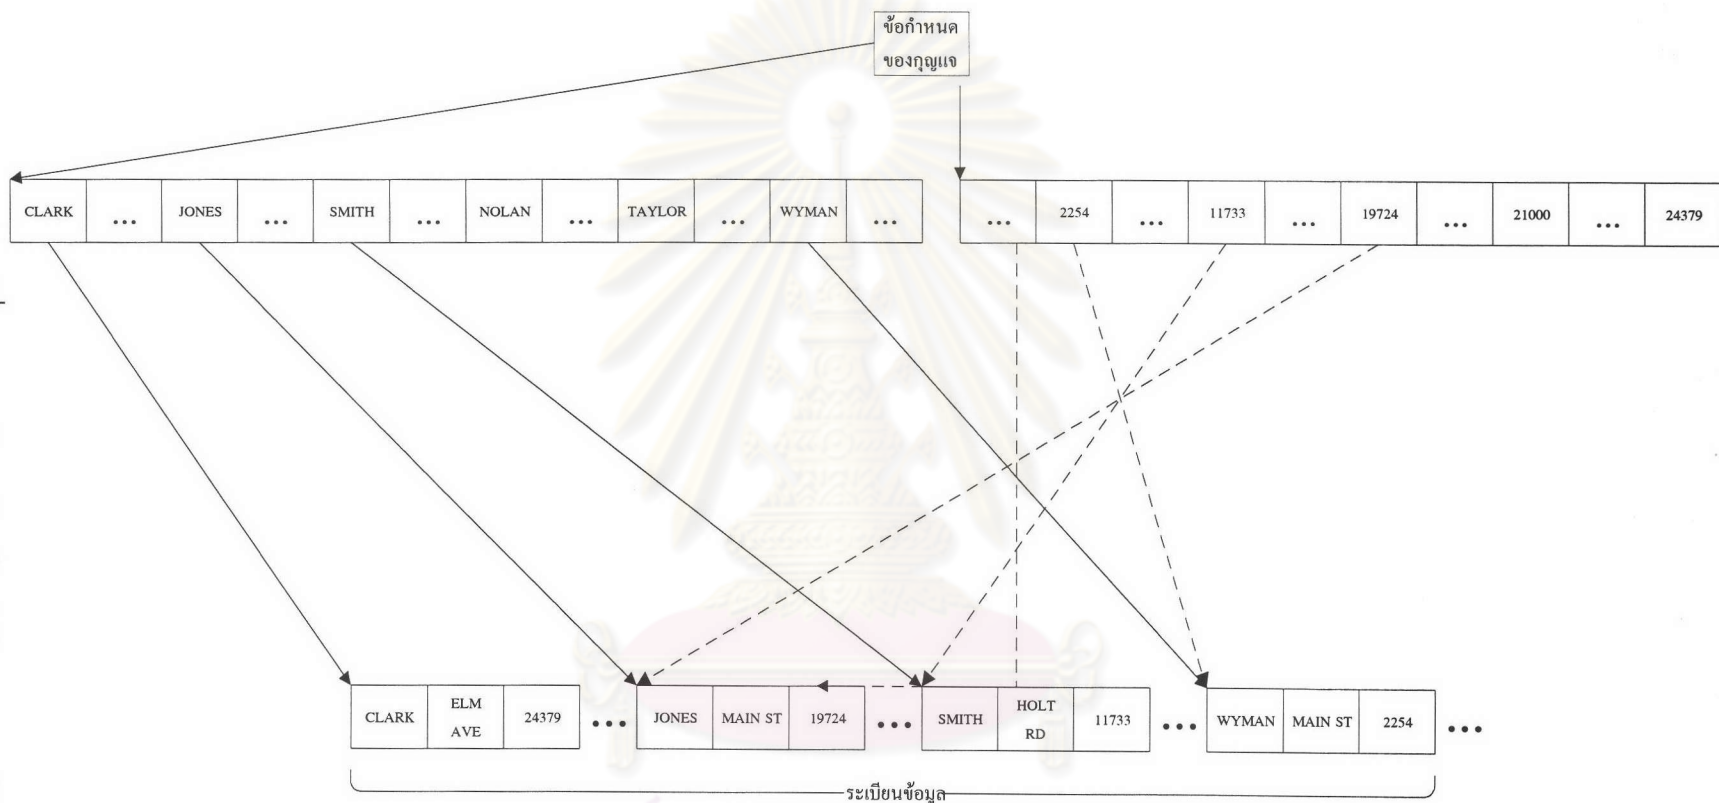 ข้อกำหนด
ของกุญแจ
CLARK ... JONES ... SMITH ... NOLAN ... TAYLOR ... WYMAN ...
... 2254 ... 11733 ... 19724 ... 21000 ... 24379
CLARK ELM AVE 24379 ... JONES MAIN ST 19724 ... SMITH HOLT RD 11733 ... WYMAN MAIN ST 2254 ...
ระเบียนข้อมูล